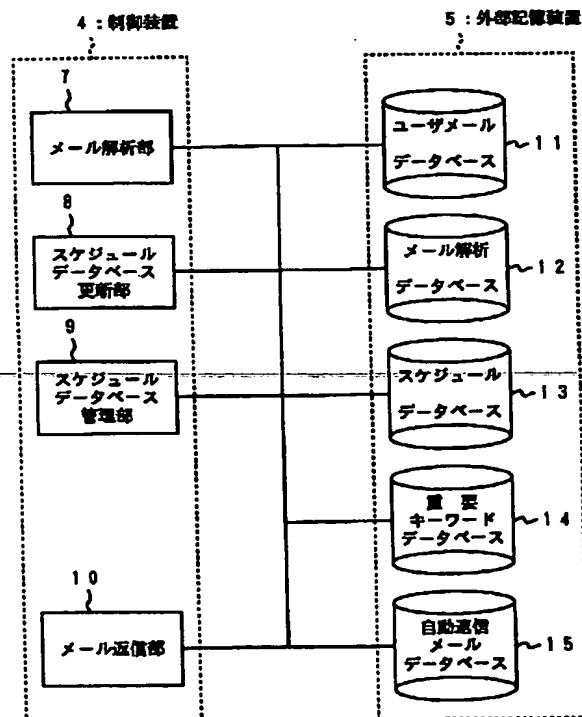 4：制御装置
5：外部記憶装置
7
メール解析部
8
スケジュール
データベース
更新部
9
スケジュール
データベース
管理部
10
メール返信部
ユーザメール
データベース
11
メール解析
データベース
12
スケジュール
データベース
13
重要
キーワード
データベース
14
自動返信
メール
データベース
15